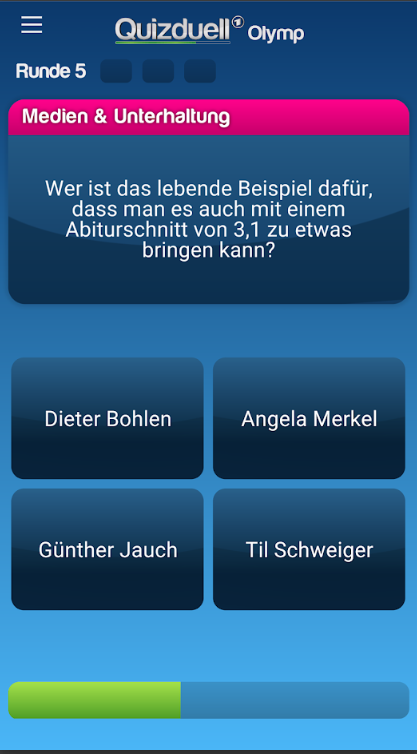 Quizduell Olymp
Runde 5
Medien & Unterhaltung
Wer ist das lebende Beispiel dafür,
dass man es auch mit einem
Abiturschnitt von 3,1 zu etwas
bringen kann?
Dieter Bohlen
Angela Merkel
Günther Jauch
Til Schweiger